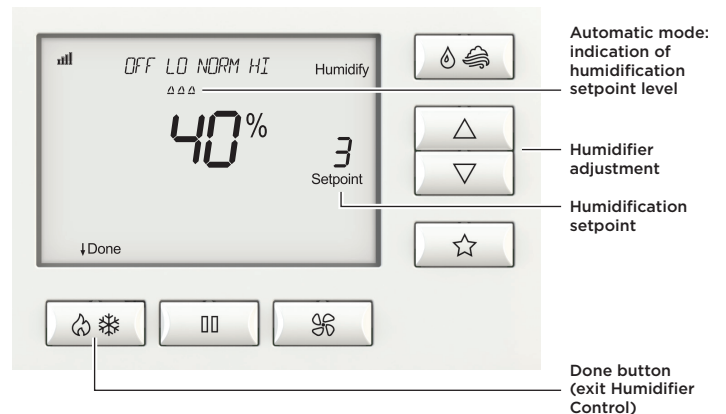 OFF LO NORM HI
Humidify
40%
3
Setpoint
↓Done
Automatic mode:
indication of
humidification
setpoint level
Humidifier
adjustment
Humidification
setpoint
Done button
(exit Humidifier
Control)